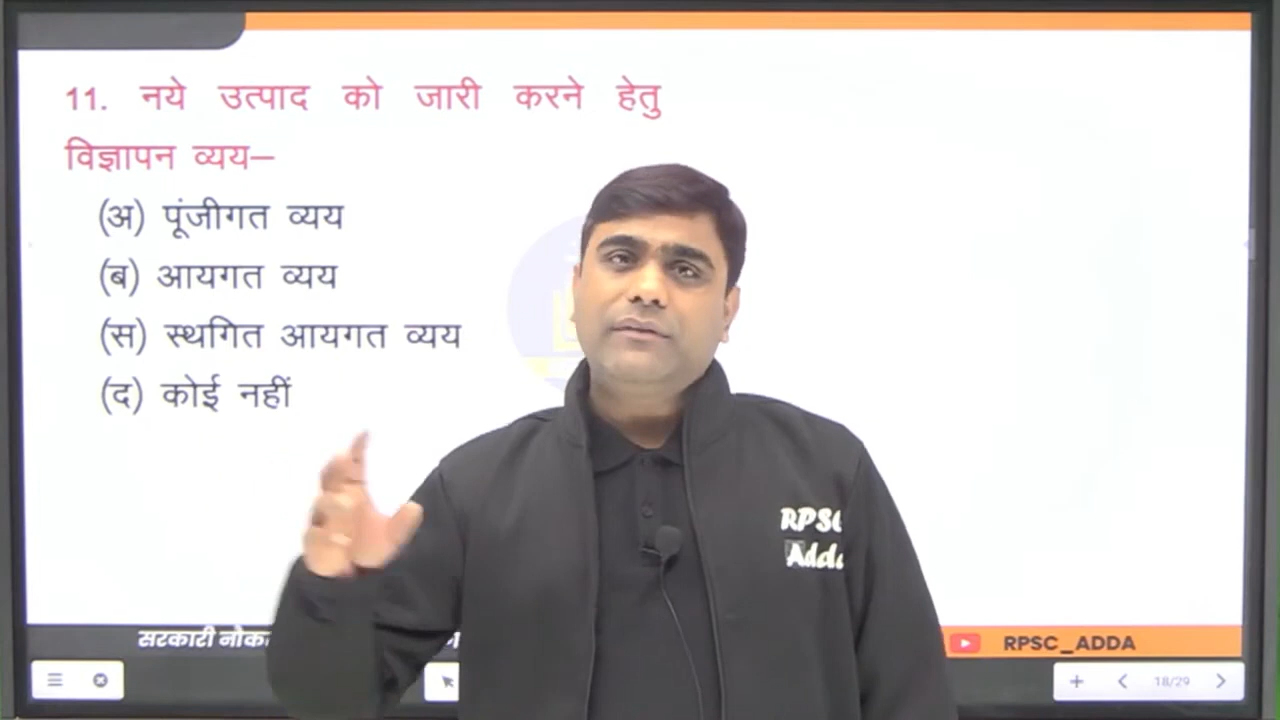 11. नये उत्पाद को जारी करने हेतु
विज्ञापन व्यय–
(अ) पूंजीगत व्यय
(ब) आयगत व्यय
(स) स्थगित आयगत व्यय
(द) कोई नहीं
RPSC
Adda
सरकारी
RPSC_ADDA
18/29